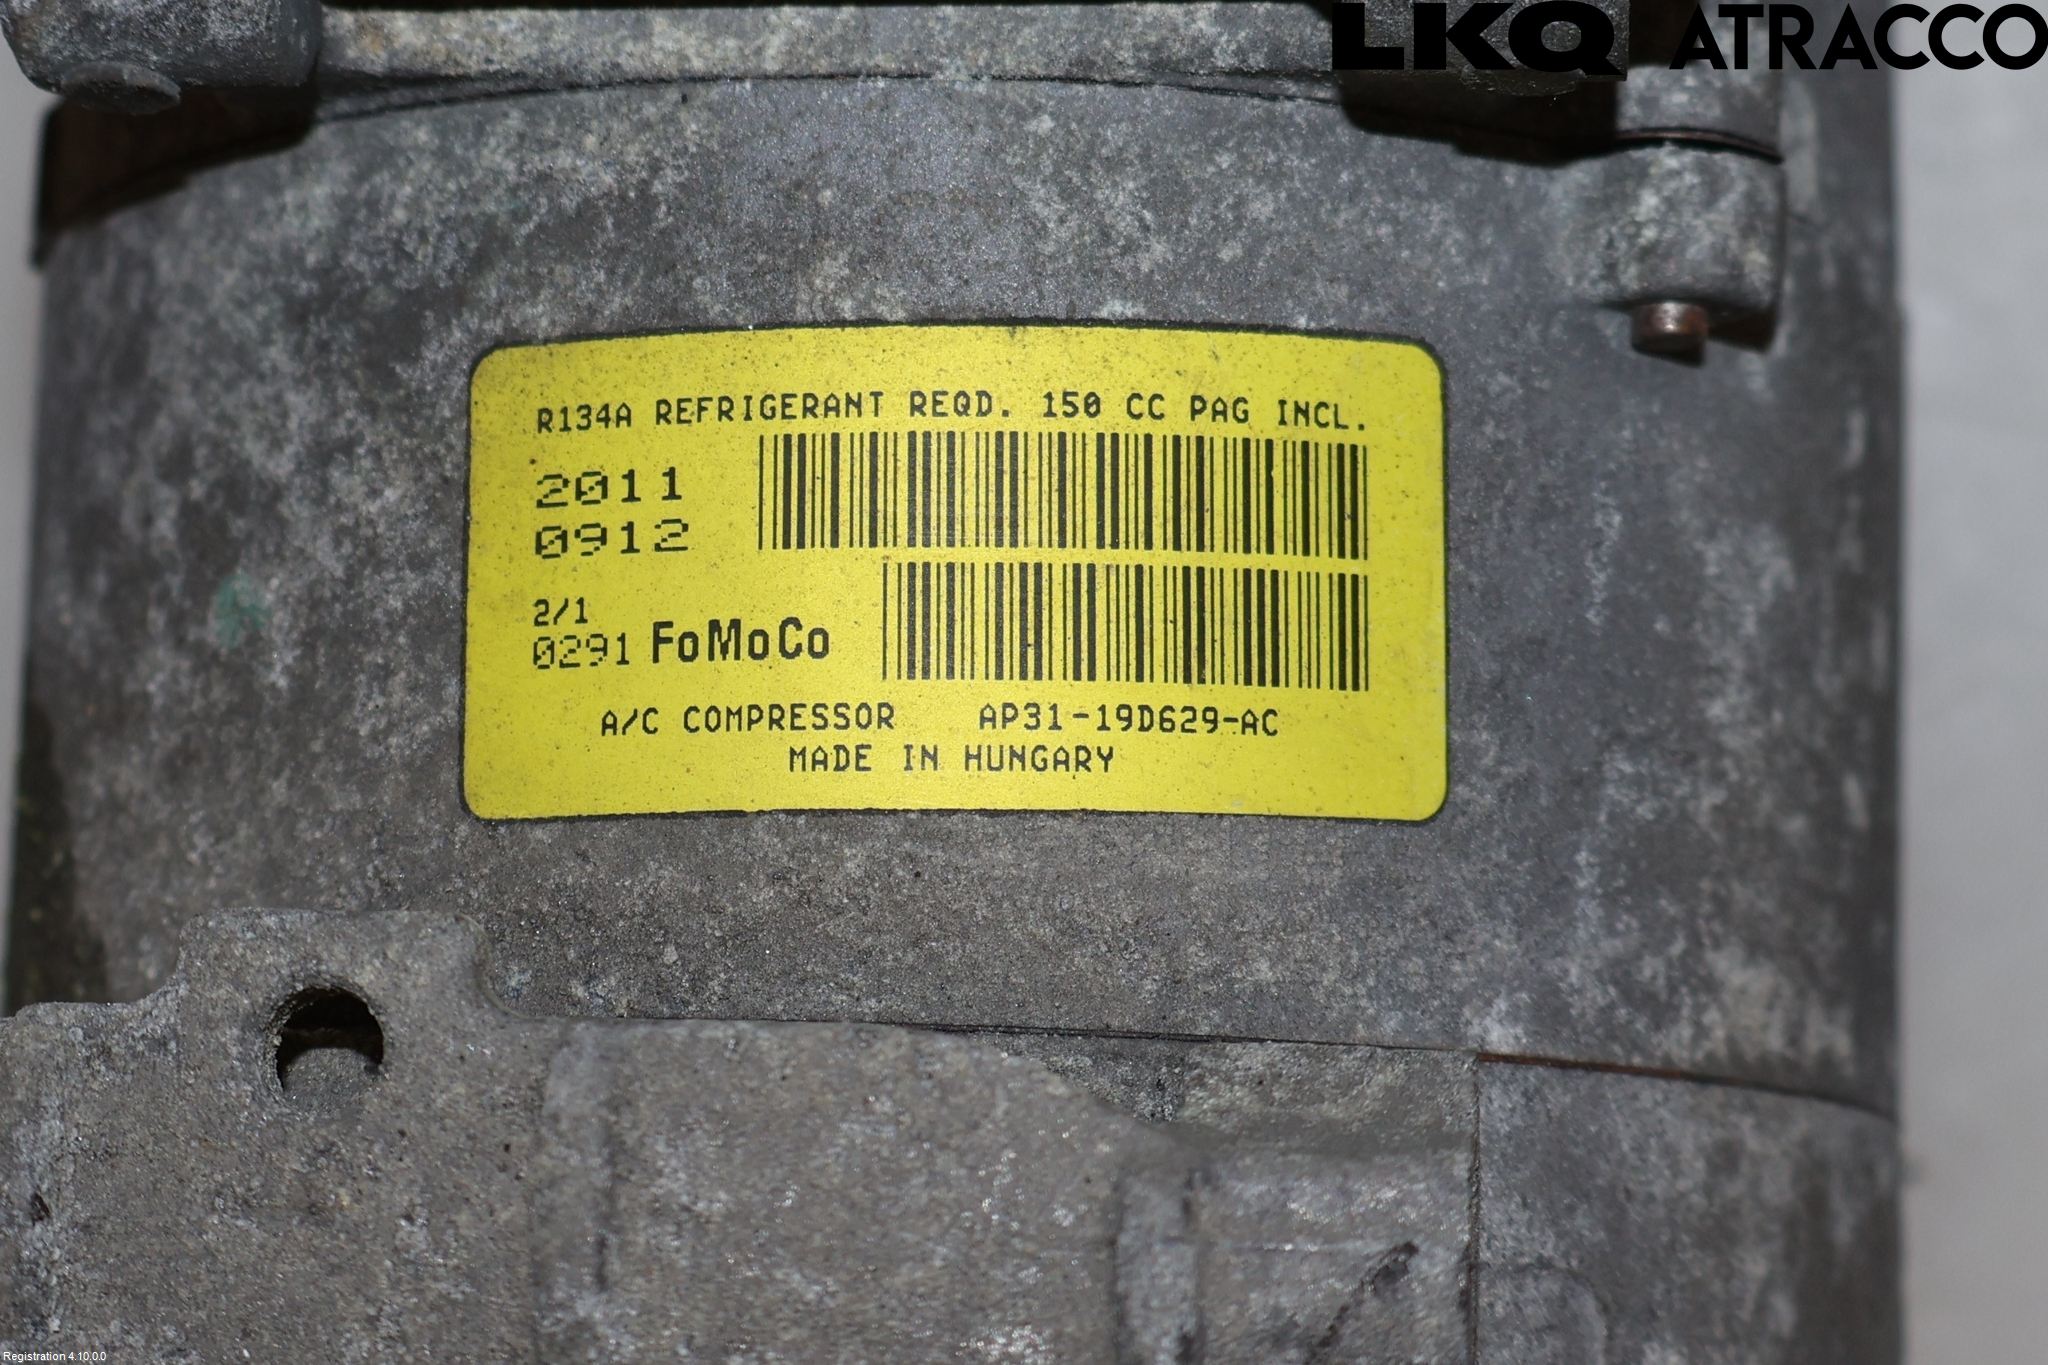 LKQ ATRACCO
R134A REFRIGERANT REQD. 150 CC PAG INCL.
2011
0912
2/1
0291 FoMoCo
A/C COMPRESSOR AP31-19D629-AC
MADE IN HUNGARY
Registration 4.10.0.0